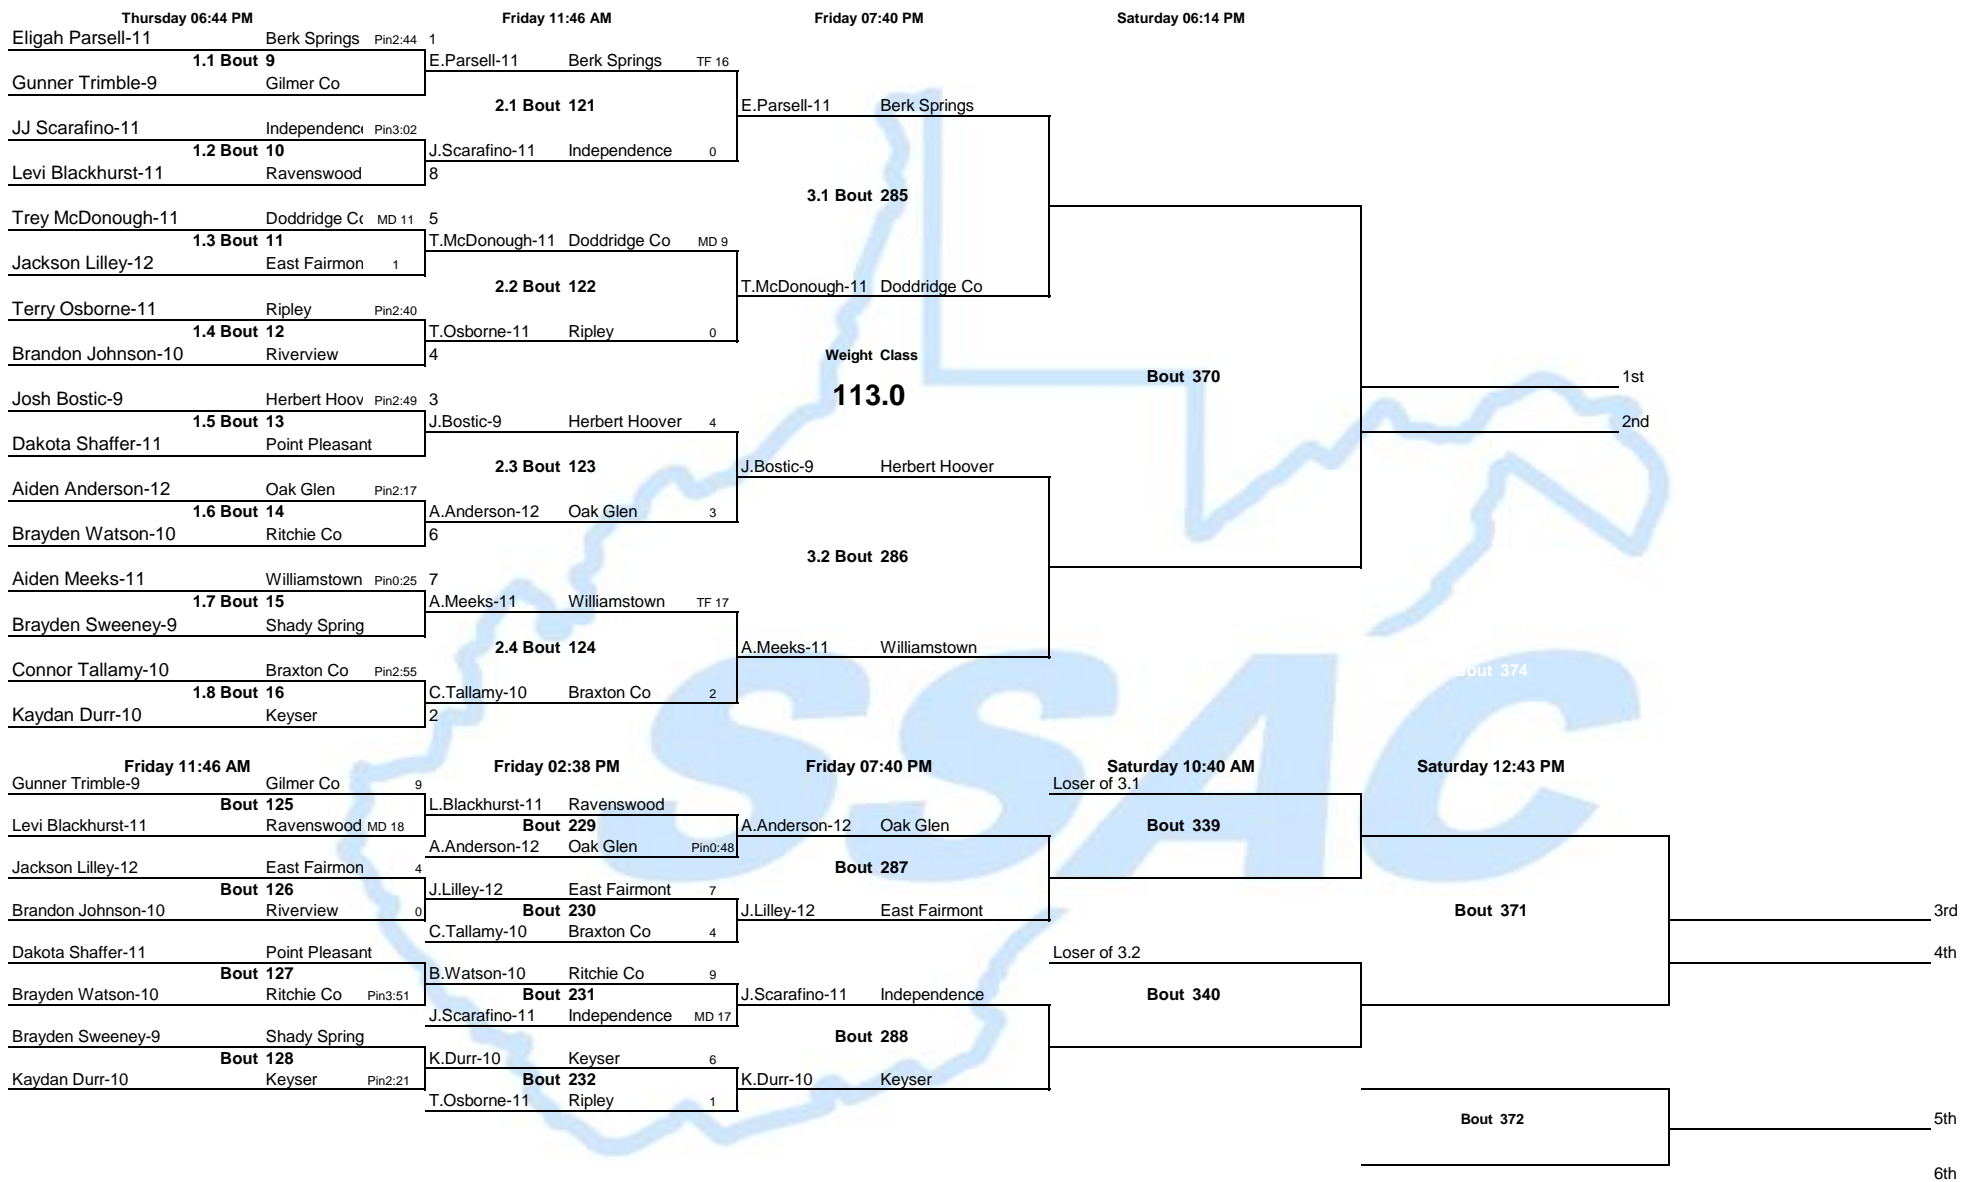 Thursday 06:44 PM Friday 11:46 AM Friday 07:40 PM Saturday 06:14 PM
Eligah Parsell-11 Berk Springs Pin2:44 1
1.1 Bout 9 E.Parsell-11 Berk Springs TF 16
Gunner Trimble-9 Gilmer Co
2.1 Bout 121 E.Parsell-11 Berk Springs
JJ Scarafino-11 Independenc Pin3:02
1.2 Bout 10 J.Scarafino-11 Independence 0
Levi Blackhurst-11 Ravenswood 8
3.1 Bout 285
Trey McDonough-11 Doddridge Co MD 11 5
1.3 Bout 11 T.McDonough-11 Doddridge Co MD 9
Jackson Lilley-12 East Fairmon 1
2.2 Bout 122 T.McDonough-11 Doddridge Co
Terry Osborne-11 Ripley Pin2:40
1.4 Bout 12 T.Osborne-11 Ripley 0
Brandon Johnson-10 Riverview 4 Weight Class
Bout 370 1st
113.0
Josh Bostic-9 Herbert Hoov Pin2:49 3
1.5 Bout 13 J.Bostic-9 Herbert Hoover 4 2nd
Dakota Shaffer-11 Point Pleasant
2.3 Bout 123 J.Bostic-9 Herbert Hoover
Aiden Anderson-12 Oak Glen Pin2:17
1.6 Bout 14 A.Anderson-12 Oak Glen 3
Brayden Watson-10 Ritchie Co 6
3.2 Bout 286
Aiden Meeks-11 Williamstown Pin0:25 7
1.7 Bout 15 A.Meeks-11 Williamstown TF 17
Brayden Sweeney-9 Shady Spring
2.4 Bout 124 A.Meeks-11 Williamstown
Connor Tallamy-10 Braxton Co Pin2:55 Bout 374
1.8 Bout 16 C.Tallamy-10 Braxton Co 2
Kaydan Durr-10 Keyser 2
SSAC
Friday 11:46 AM Friday 02:38 PM Friday 07:40 PM Saturday 10:40 AM Saturday 12:43 PM
Gunner Trimble-9 Gilmer Co 9 Loser of 3.1
Bout 125 L.Blackhurst-11 Ravenswood
Levi Blackhurst-11 Ravenswood MD 18 Bout 229 A.Anderson-12 Oak Glen Bout 339
A.Anderson-12 Oak Glen Pin0:48
Jackson Lilley-12 East Fairmon 4 Bout 287
Bout 126 J.Lilley-12 East Fairmont 7
Brandon Johnson-10 Riverview 0 Bout 230 J.Lilley-12 East Fairmont Bout 371 3rd
C.Tallamy-10 Braxton Co 4
Dakota Shaffer-11 Point Pleasant Loser of 3.2 4th
Bout 127 B.Watson-10 Ritchie Co 9
Brayden Watson-10 Ritchie Co Pin3:51 Bout 231 J.Scarafino-11 Independence Bout 340
J.Scarafino-11 Independence MD 17
Brayden Sweeney-9 Shady Spring Bout 288
Bout 128 K.Durr-10 Keyser 6
Kaydan Durr-10 Keyser Pin2:21 Bout 232 K.Durr-10 Keyser
T.Osborne-11 Ripley 1
Bout 372 5th
6th